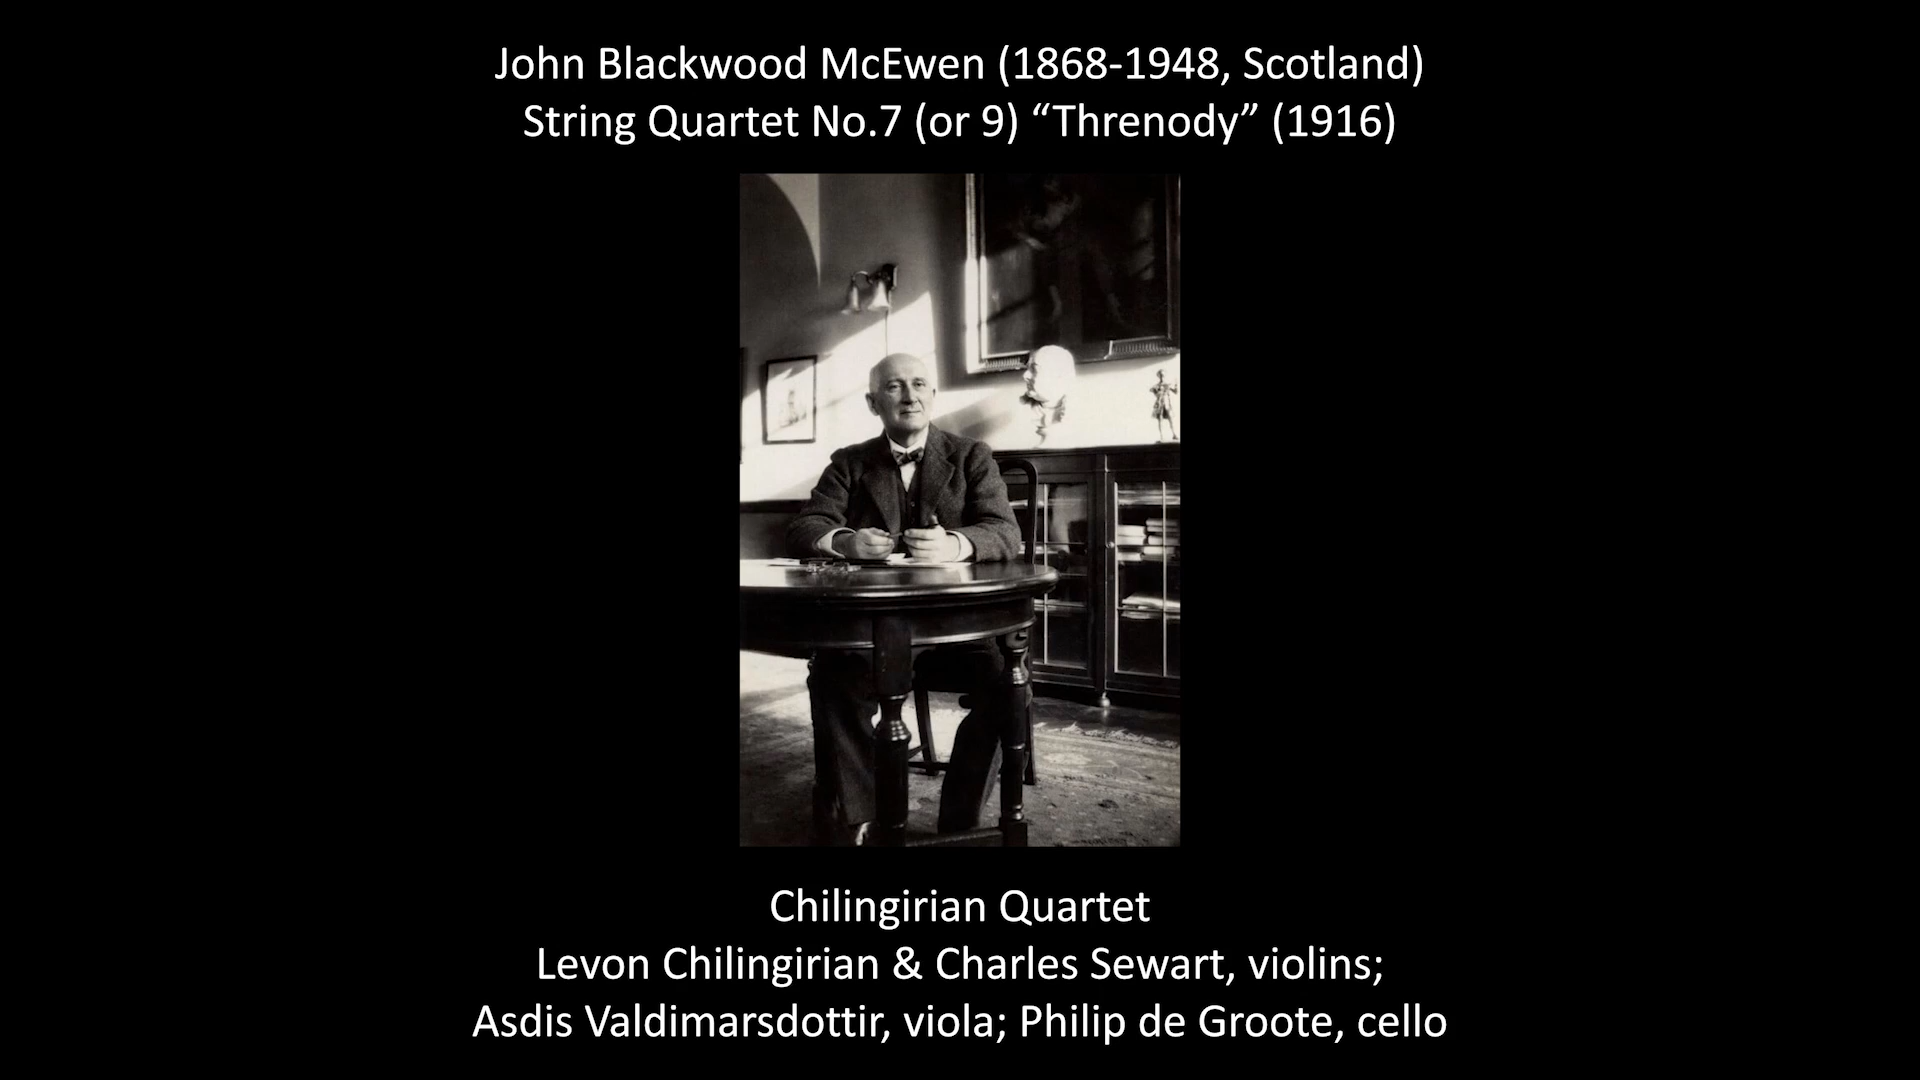 John Blackwood McEwen (1868-1948, Scotland)
String Quartet No.7 (or 9) “Threnody” (1916)
Chilingirian Quartet
Levon Chilingirian & Charles Sewart, violins;
Asdis Valdimarsdottir, viola; Philip de Groote, cello